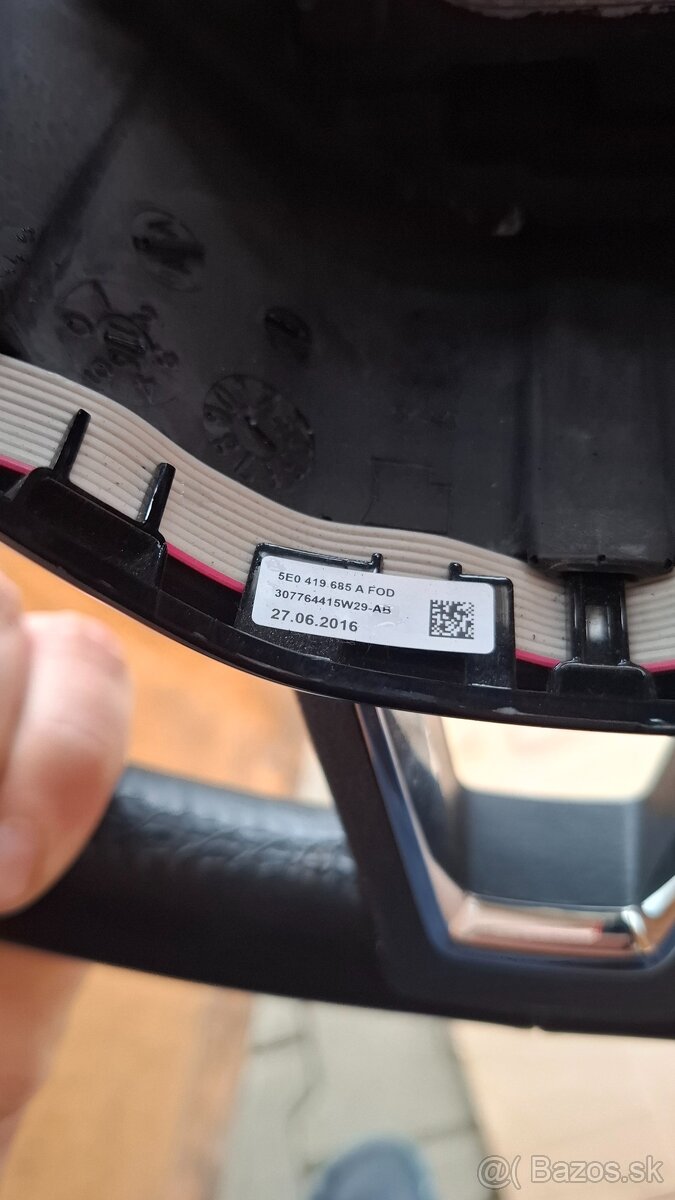 5E0 419 685 A FOD
307764415W29-AB
27.06.2016
@( Bazos.sk